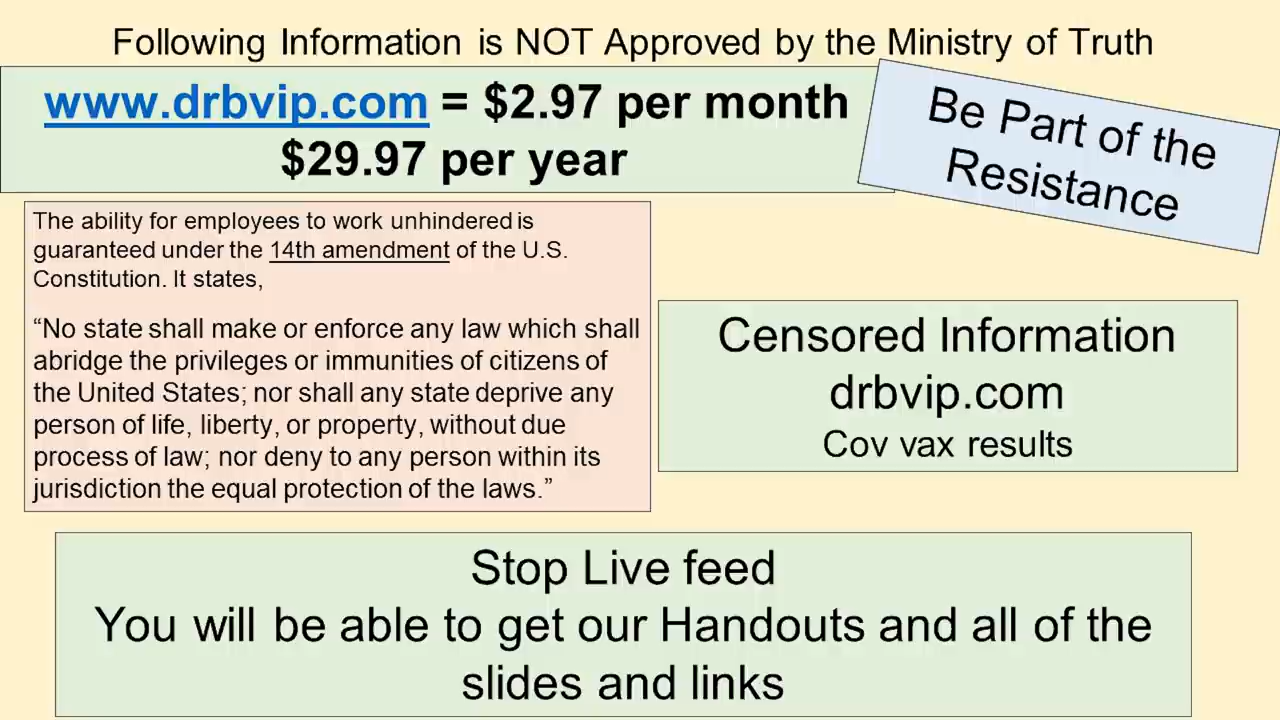 Following Information is NOT Approved by the Ministry of Truth
www.drbvip.com = $2.97 per month
$29.97 per year
Be Part of the
Resistance
The ability for employees to work unhindered is
guaranteed under the 14th amendment of the U.S.
Constitution. It states,
“No state shall make or enforce any law which shall
abridge the privileges or immunities of citizens of
the United States; nor shall any state deprive any
person of life, liberty, or property, without due
process of law; nor deny to any person within its
jurisdiction the equal protection of the laws.”
Censored Information
drbvip.com
Cov vax results
Stop Live feed
You will be able to get our Handouts and all of the
slides and links